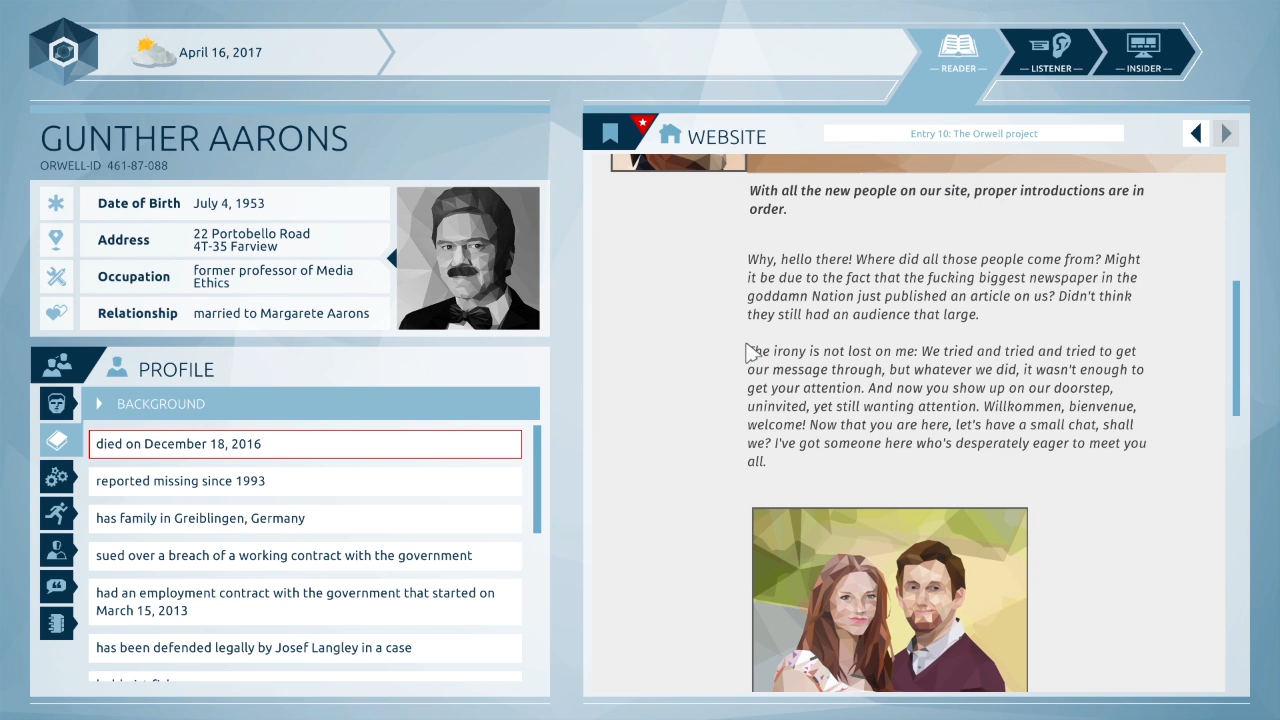 April 16, 2017
— READER —
— LISTENER —
— INSIDER —
GUNTHER AARONS
ORWELL-ID 461-87-088
Date of Birth July 4, 1953
Address 22 Portobello Road
4T-35 Farview
Occupation former professor of Media
Ethics
Relationship married to Margarete Aarons
PROFILE
BACKGROUND
died on December 18, 2016
reported missing since 1993
has family in Greiblingen, Germany
sued over a breach of a working contract with the government
had an employment contract with the government that started on
March 15, 2013
has been defended legally by Josef Langley in a case
WEBSITE
Entry 10: The Orwell project
With all the new people on our site, proper introductions are in
order.
Why, hello there! Where did all those people come from? Might
it be due to the fact that the fucking biggest newspaper in the
goddamn Nation just published an article on us? Didn't think
they still had an audience that large.
The irony is not lost on me: We tried and tried and tried to get
our message through, but whatever we did, it wasn't enough to
get your attention. And now you show up on our doorstep,
uninvited, yet still wanting attention. Willkommen, bienvenue,
welcome! Now that you are here, let's have a small chat, shall
we? I've got someone here who's desperately eager to meet you
all.